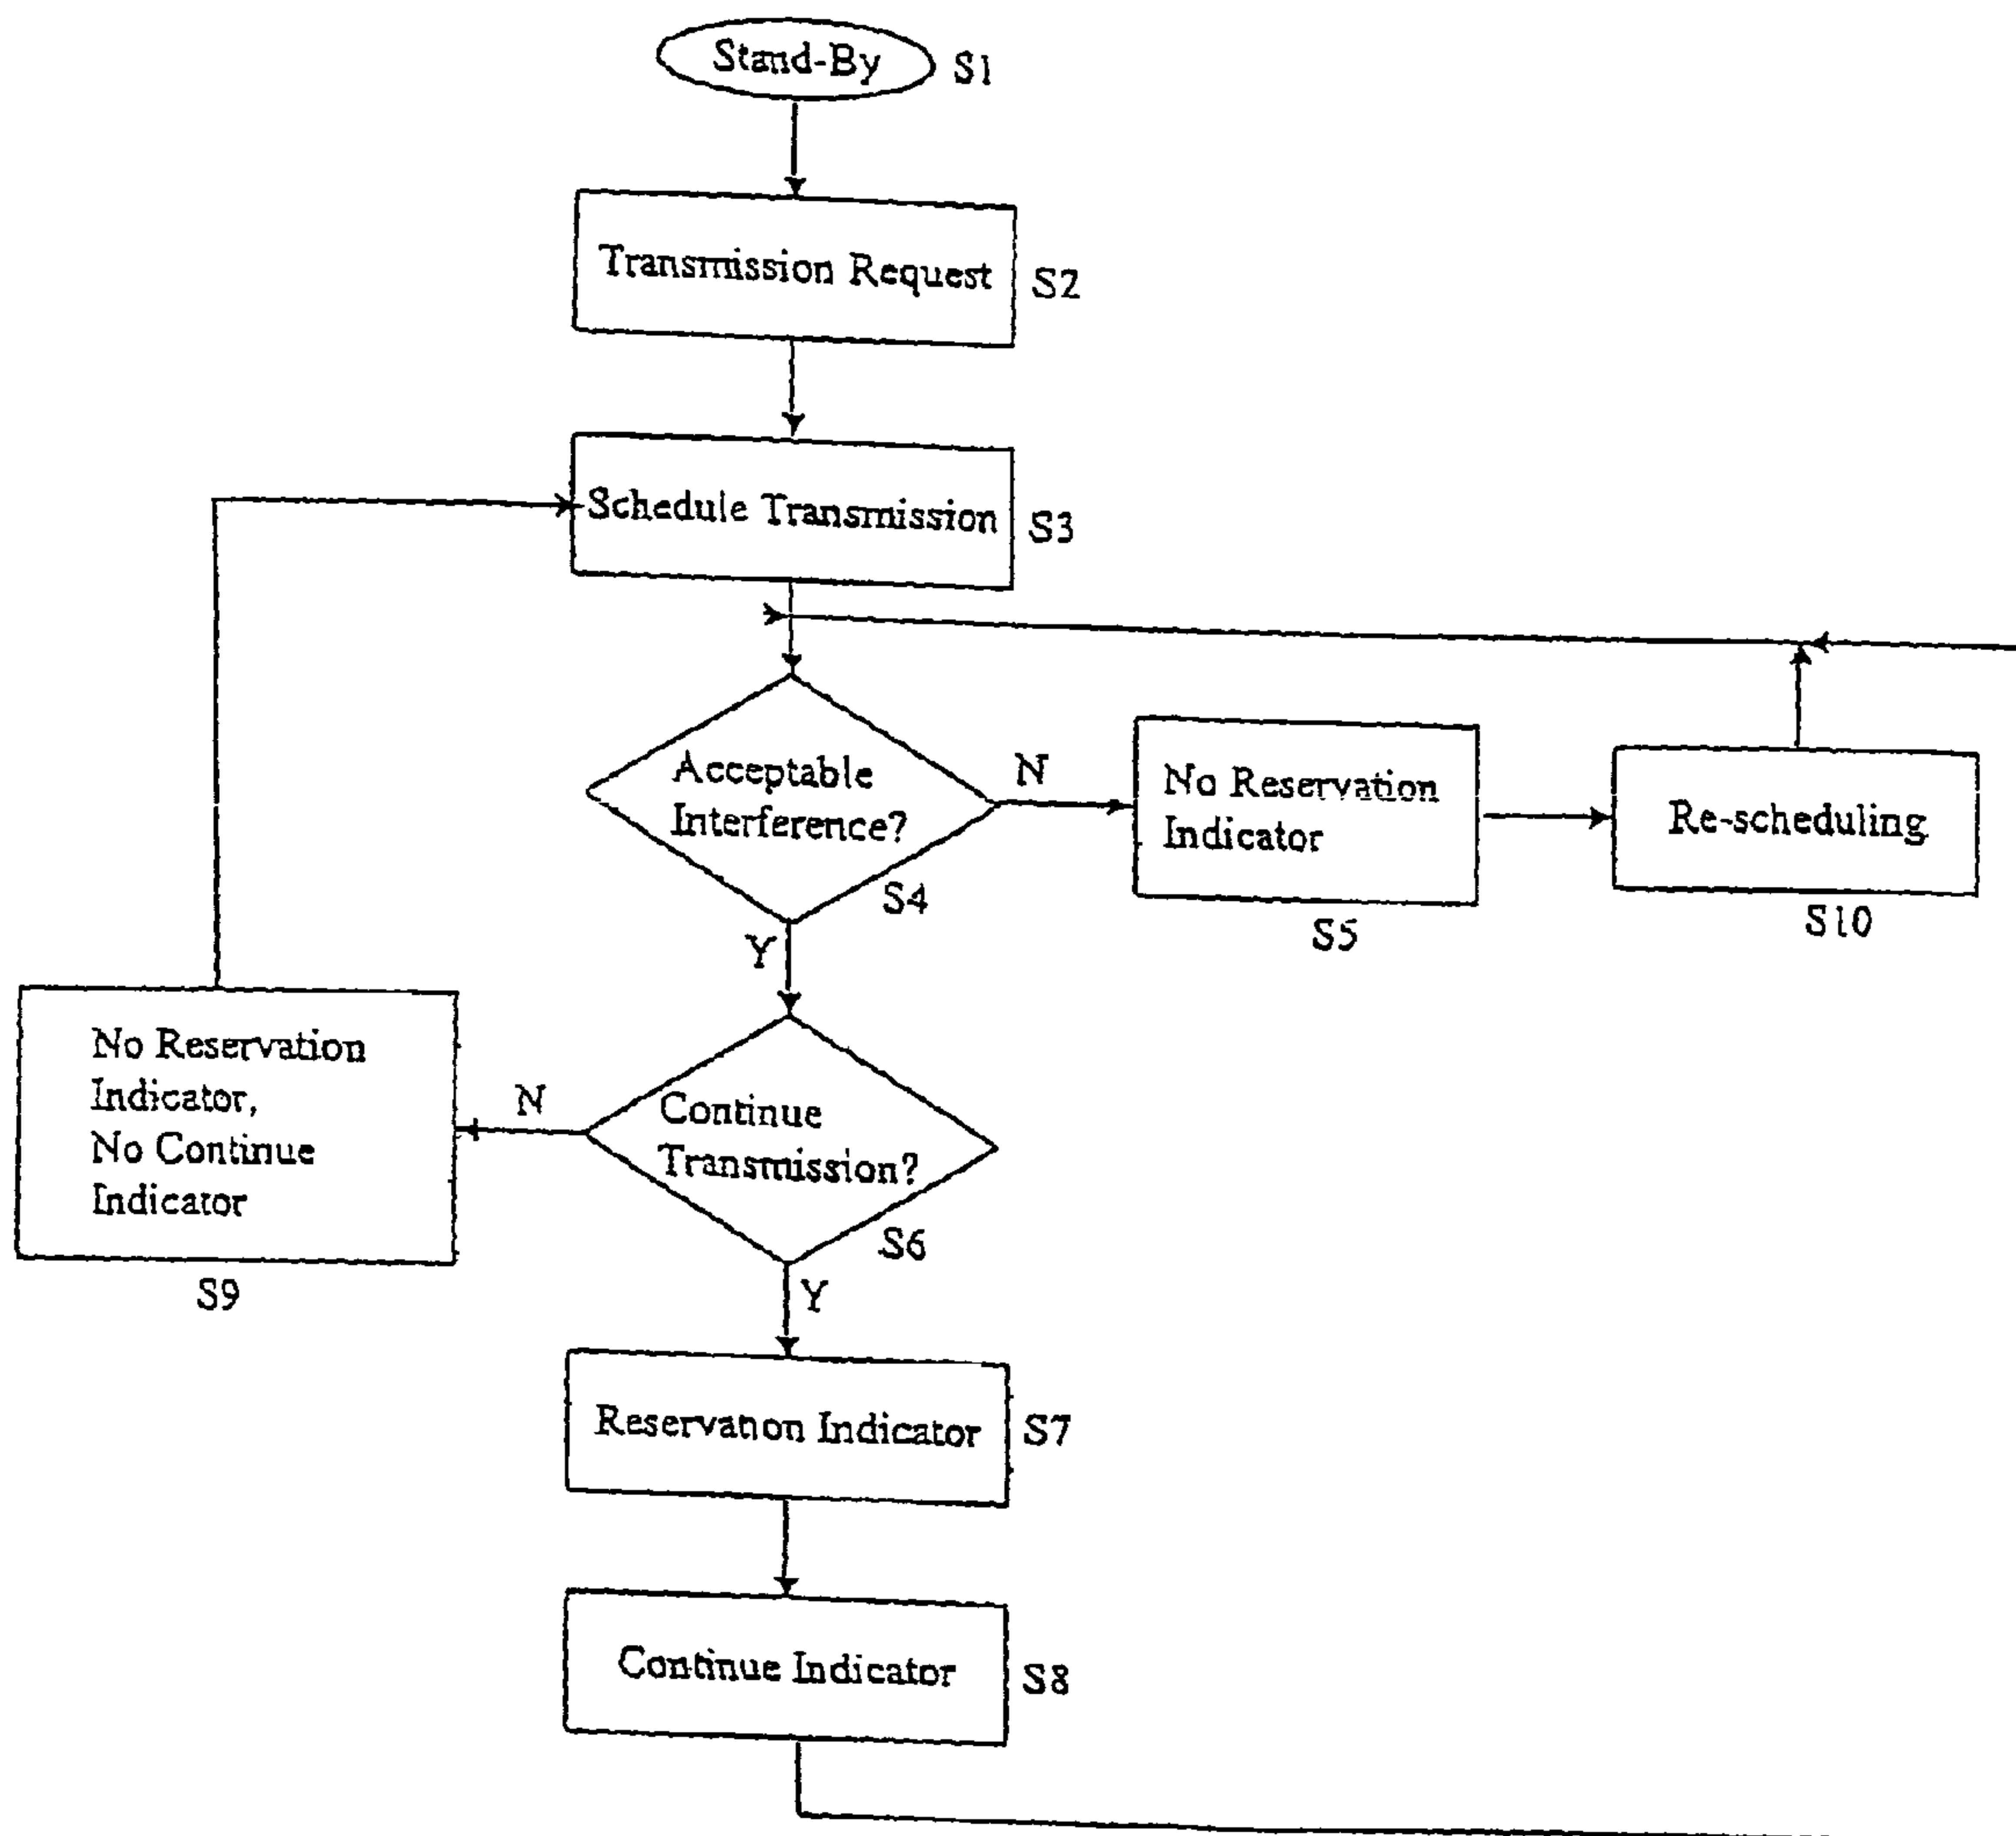 Stand-By
S1
Transmission Request
S2
Schedule Transmission
S3
Acceptable
Interference?
S4
N
No Reservation
Indicator
S5
Re-scheduling
S10
Y
Continue
Transmission?
S6
N
No Reservation
Indicator,
No Continue
Indicator
S9
Y
Reservation Indicator
S7
Continue Indicator
S8